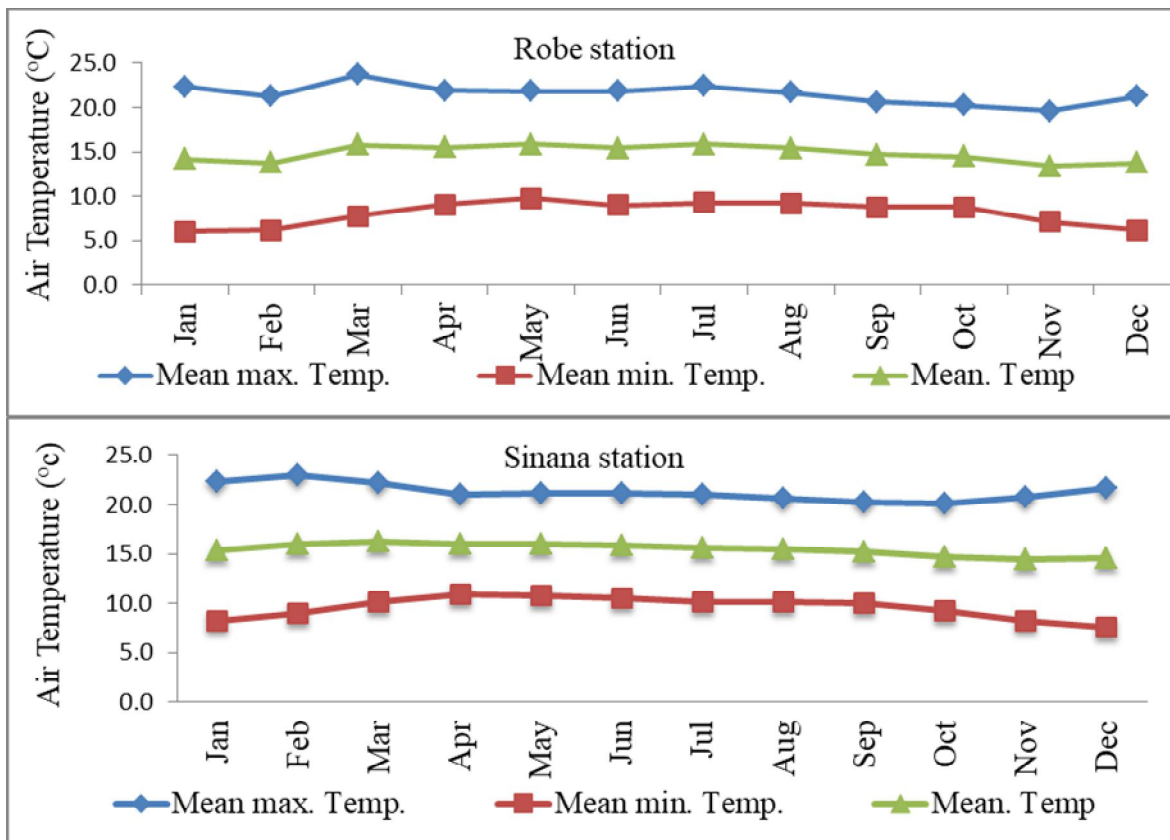 Robe station
Air Temperature (°C)
25.0
20.0
15.0
10.0
5.0
0.0
Jan Feb Mar Apr May Jun Jul Aug Sep Oct Nov Dec
Mean max. Temp. Mean min. Temp. Mean. Temp
Sinana station
Air Temperature (°c)
25.0
20.0
15.0
10.0
5.0
0.0
Jan Feb Mar Apr May Jun Jul Aug Sep Oct Nov Dec
Mean max. Temp. Mean min. Temp. Mean. Temp